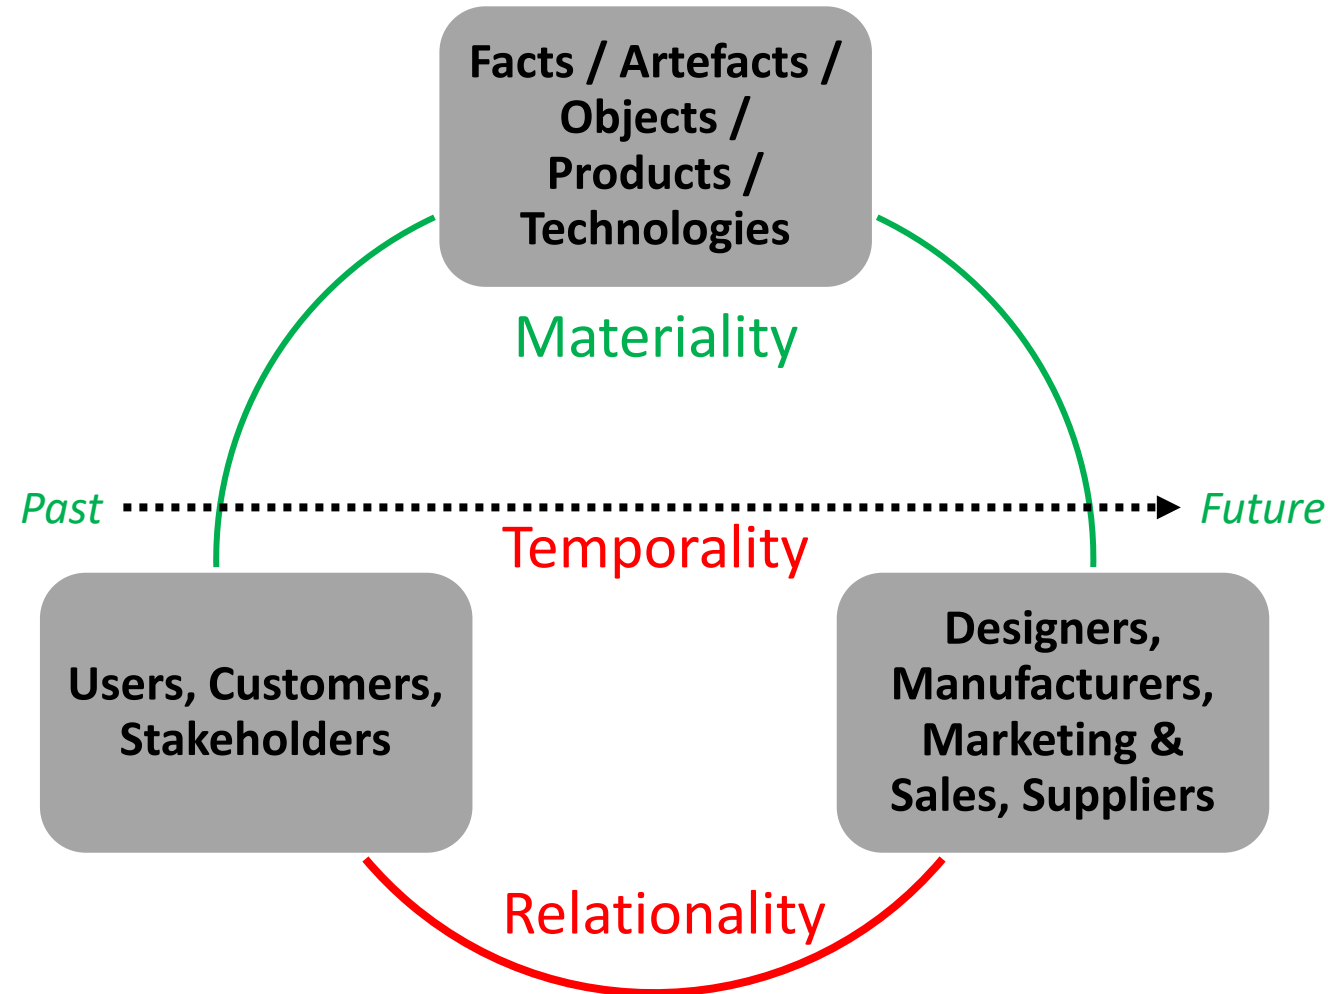 Facts / Artefacts /
Objects /
Products /
Technologies
Materiality
Past
Future
Temporality
Users, Customers,
Stakeholders
Designers,
Manufacturers,
Marketing &
Sales, Suppliers
Relationality